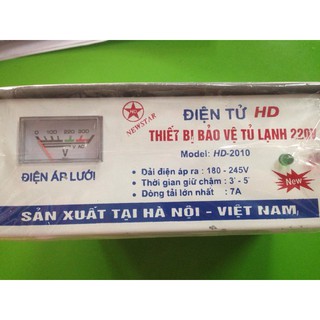 0 100 200 300
V AC
V
ĐIỆN ÁP LƯỚI
NEWSTAR
ĐIỆN TỬ HD
THIẾT BỊ BẢO VỆ TỦ LẠNH 220V
Model: HD-2010
• Dải điện áp ra : 180 - 245V
• Thời gian giữ chậm : 3' - 5'
• Dòng tải lớn nhất : 7A
New
SẢN XUẤT TẠI HÀ NỘI - VIỆT NAM